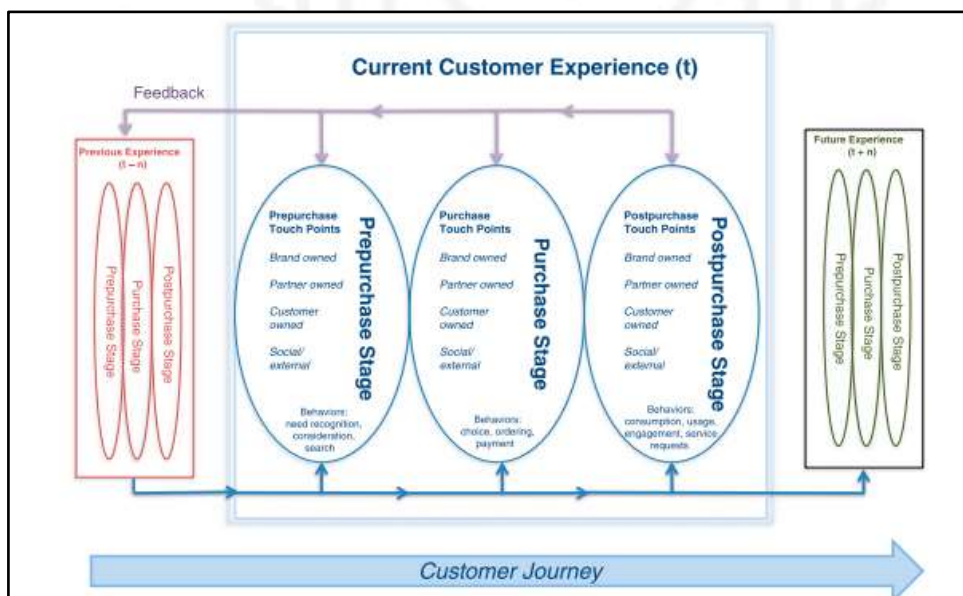 Current Customer Experience (t)
Feedback
Previous Experience
(t – n)
Prepurchase Stage
Purchase Stage
Postpurchase Stage
Prepurchase
Touch Points
Brand owned
Partner owned
Customer
owned
Social/
external
Prepurchase Stage
Behaviors:
need recognition,
consideration,
search
Purchase
Touch Points
Brand owned
Partner owned
Customer
owned
Social/
external
Purchase Stage
Behaviors:
choice, ordering,
payment
Postpurchase
Touch Points
Brand owned
Partner owned
Customer
owned
Social/
external
Postpurchase Stage
Behaviors:
consumption, usage,
engagement, service
requests
Future Experience
(t + n)
Prepurchase Stage
Purchase Stage
Postpurchase Stage
Customer Journey